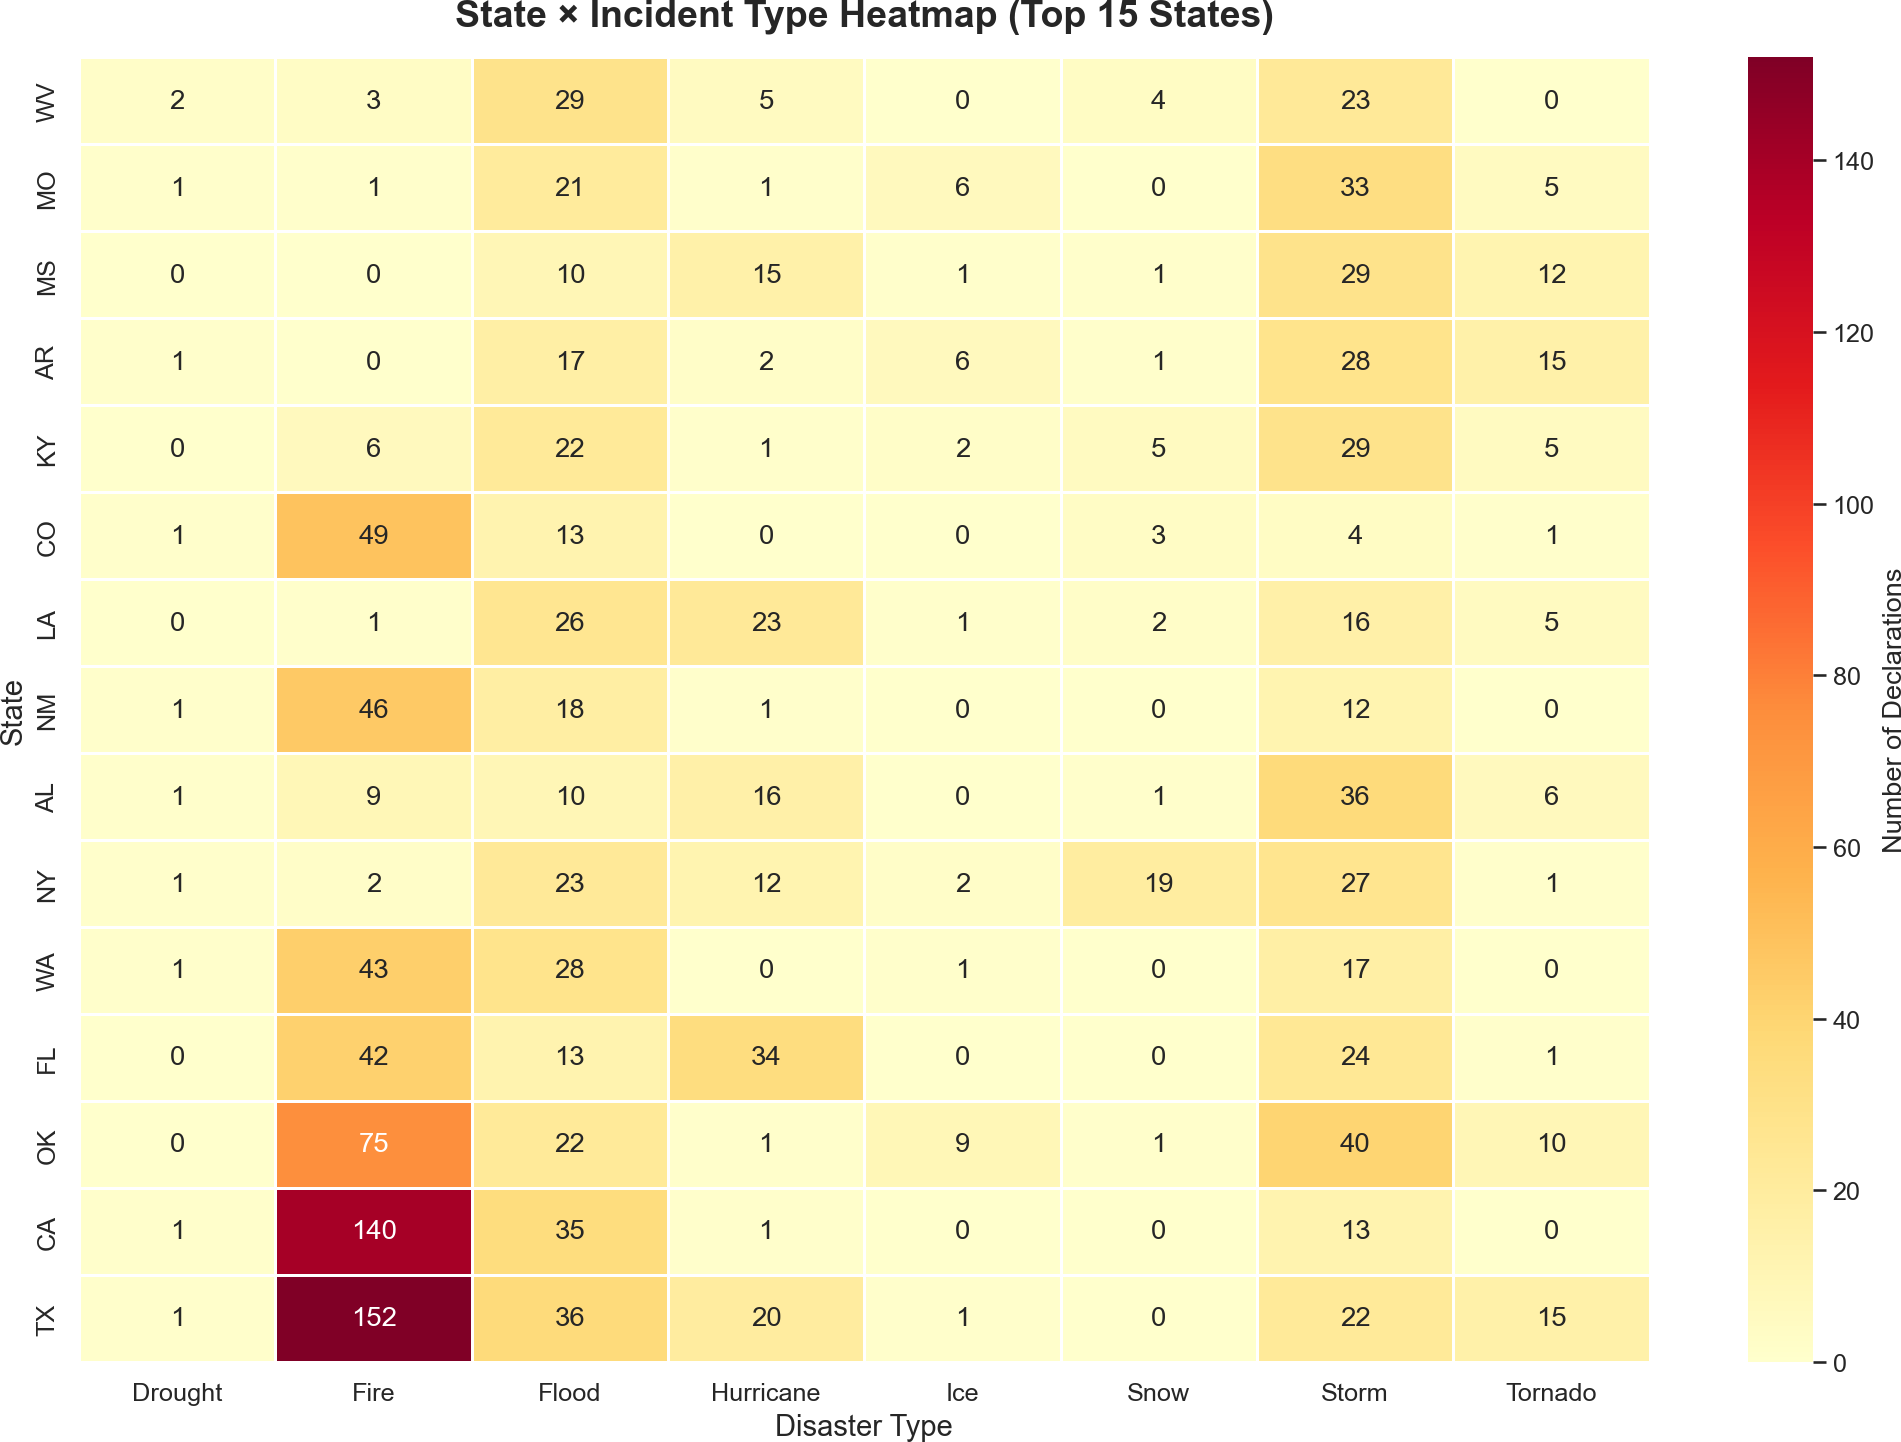 State × Incident Type Heatmap (Top 15 States)
WV 2 3 29 5 0 4 23 0
MO 1 1 21 1 6 0 33 5
MS 0 0 10 15 1 1 29 12
AR 1 0 17 2 6 1 28 15
KY 0 6 22 1 2 5 29 5
CO 1 49 13 0 0 3 4 1
LA 0 1 26 23 1 2 16 5
NM 1 46 18 1 0 0 12 0
AL 1 9 10 16 0 1 36 6
NY 1 2 23 12 2 19 27 1
WA 1 43 28 0 1 0 17 0
FL 0 42 13 34 0 0 24 1
OK 0 75 22 1 9 1 40 10
CA 1 140 35 1 0 0 13 0
TX 1 152 36 20 1 0 22 15
Drought Fire Flood Hurricane Ice Snow Storm Tornado
Disaster Type
State
140
120
100
80
60
40
20
0
Number of Declarations